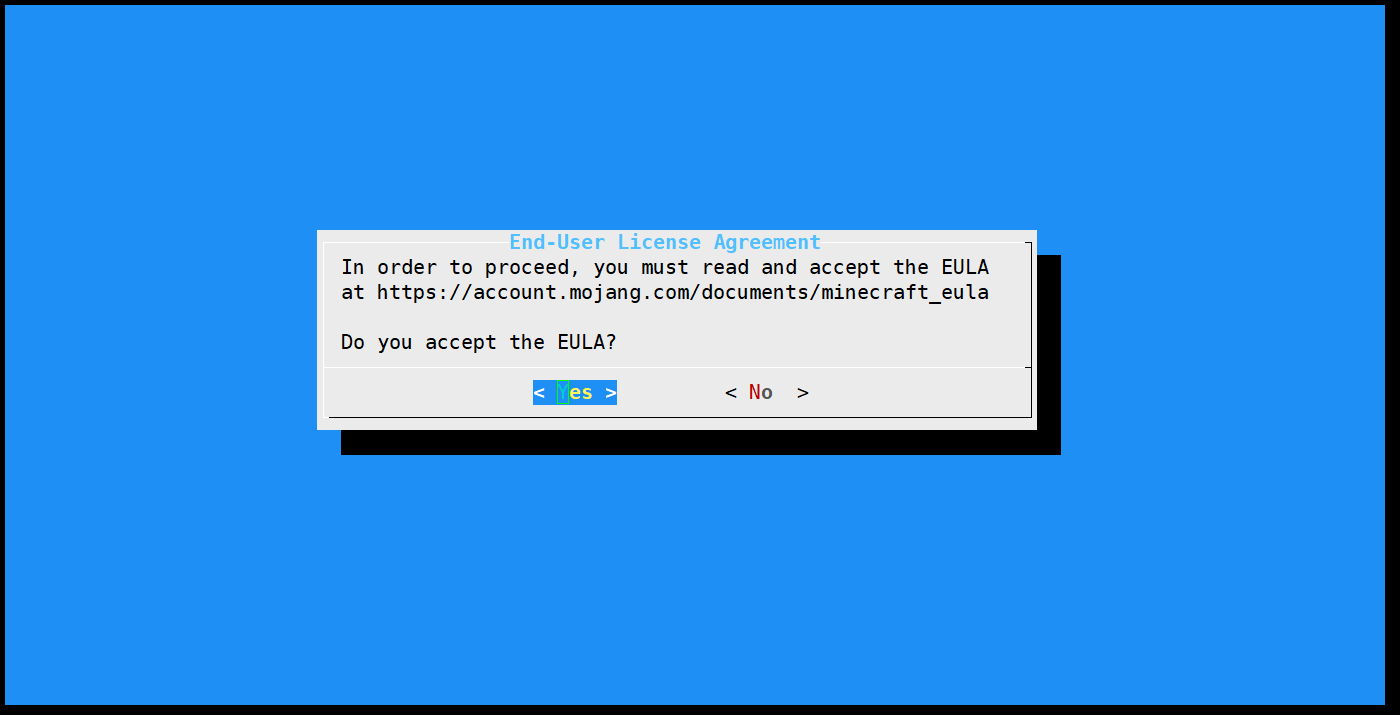 End-User License Agreement
In order to proceed, you must read and accept the EULA
at https://account.mojang.com/documents/minecraft_eula
Do you accept the EULA?
< Yes > < No >